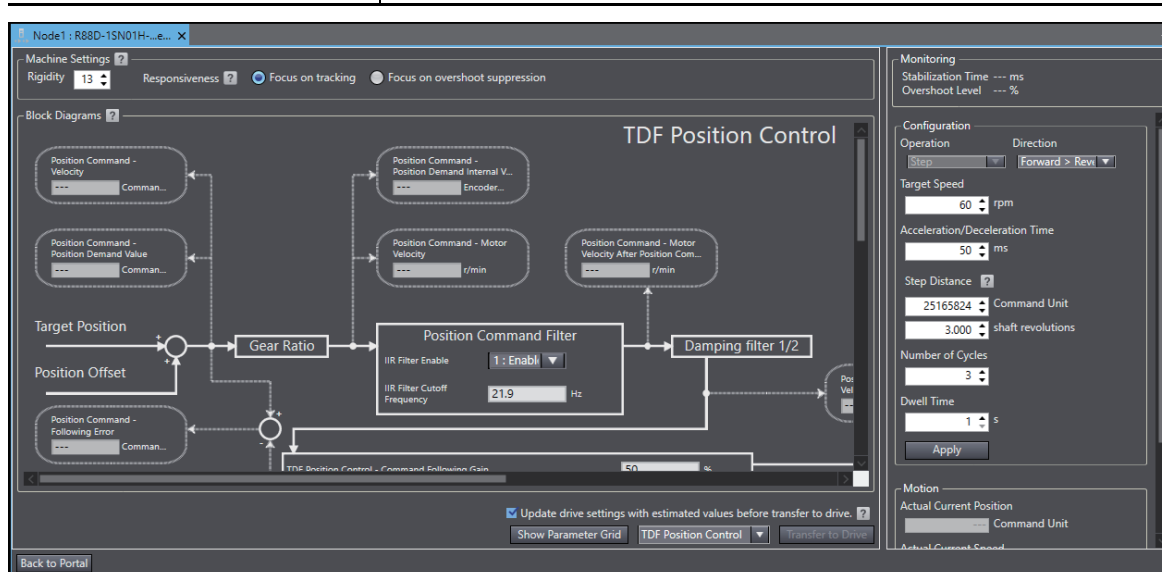 Node1 : R88D-1SN01H-...e...
Machine Settings ?
Rigidity 13 Responsiveness ? Focus on tracking Focus on overshoot suppression
Block Diagrams ?
TDF Position Control
Position Command -
Velocity
--- Comman...
Position Command -
Position Demand Internal V...
--- Encoder...
Position Command -
Position Demand Value
--- Comman...
Position Command - Motor
Velocity
--- r/min
Position Command - Motor
Velocity After Position Com...
--- r/min
Target Position
Gear Ratio
Position Command Filter
IIR Filter Enable 1 : Enabl
IIR Filter Cutoff
Frequency
21.9 Hz
Damping filter 1/2
Position Offset
Position Command -
Following Error
--- Comman...
Pos
Vel
--
TDF Position Control - Command Following Gain 50 %
Update drive settings with estimated values before transfer to drive. ?
Show Parameter Grid TDF Position Control Transfer to Drive
Back to Portal
Monitoring
Stabilization Time --- ms
Overshoot Level --- %
Configuration
Operation Direction
Step Forward > Rev
Target Speed
60 rpm
Acceleration/Deceleration Time
50 ms
Step Distance ?
25165824 Command Unit
3.000 shaft revolutions
Number of Cycles
3
Dwell Time
1 s
Apply
Motion
Actual Current Position
--- Command Unit
Actual Current Speed